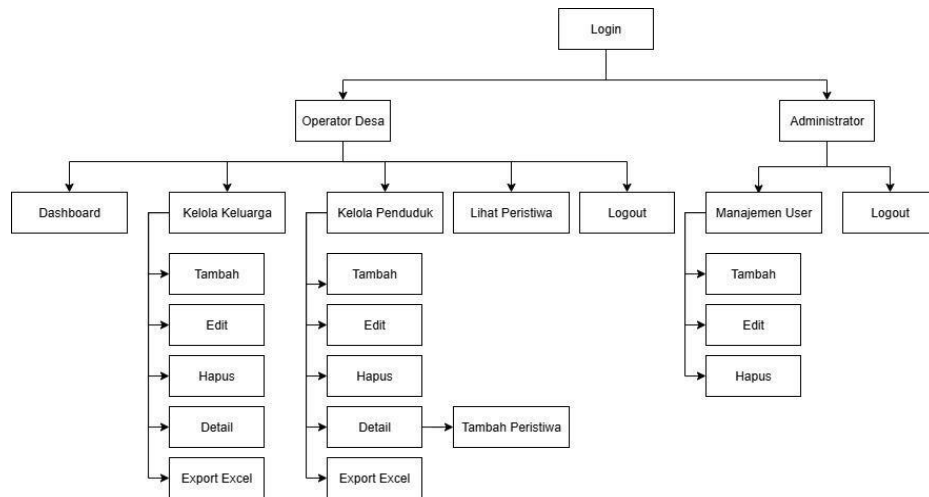 Login
Operator Desa
Administrator
Dashboard
Kelola Keluarga
Kelola Penduduk
Lihat Peristiwa
Logout
Manajemen User
Logout
Tambah
Tambah
Tambah
Edit
Edit
Edit
Hapus
Hapus
Hapus
Detail
Detail
Tambah Peristiwa
Export Excel
Export Excel